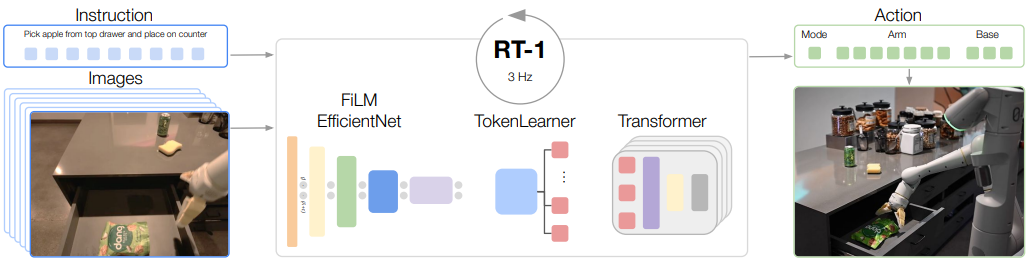 Instruction
Pick apple from top drawer and place on counter
Images
RT-1
3 Hz
FiLM
EfficientNet
TokenLearner
Transformer
Action
Mode Arm Base
dang